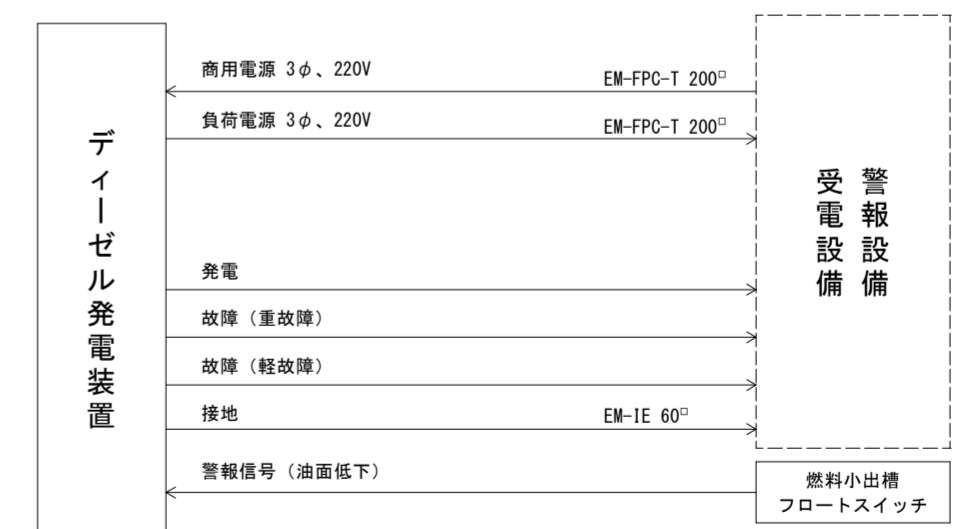 ディーゼル発電装置
商用電源 3φ、220V
EM-FPC-T 200□
負荷電源 3φ、220V
EM-FPC-T 200□
発電
故障（重故障）
故障（軽故障）
接地
EM-IE 60□
警報信号（油面低下）
警報設備
受電設備
燃料小出槽
フロートスイッチ